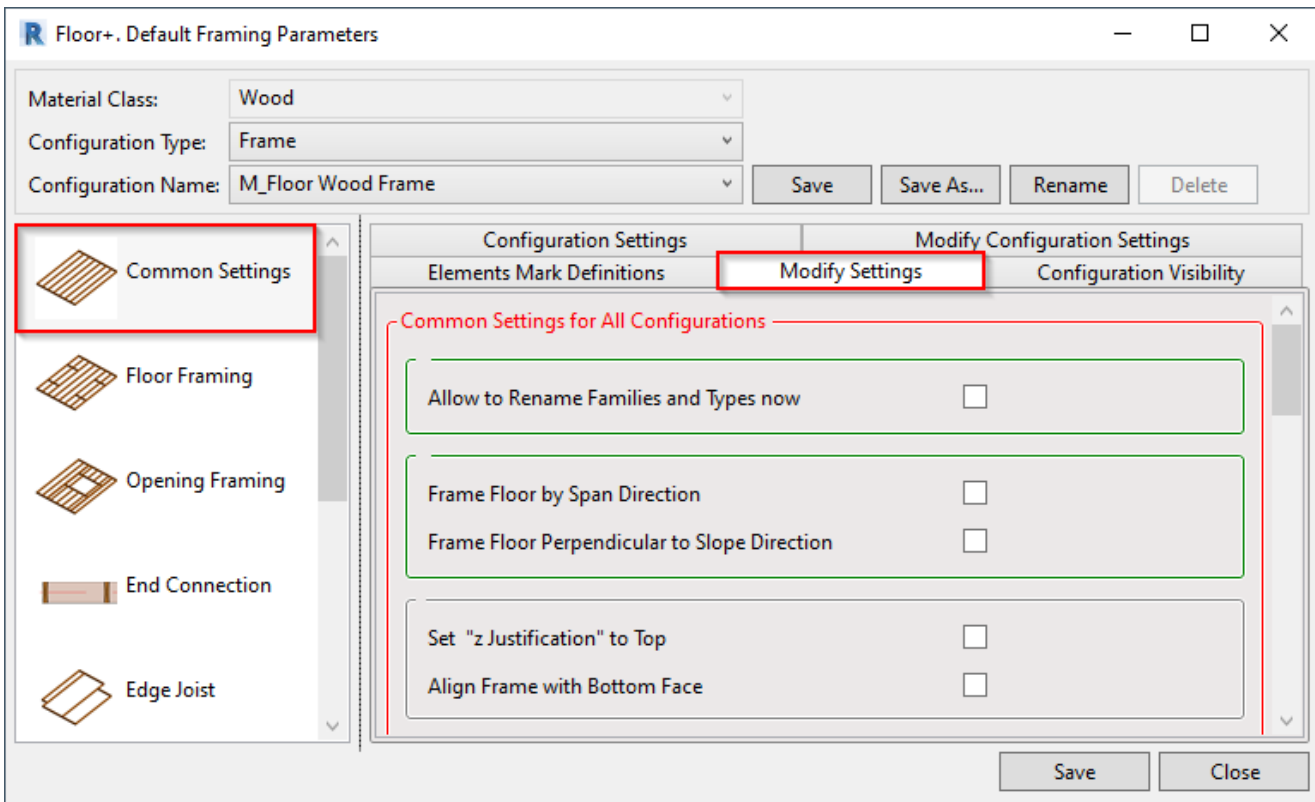 Floor+. Default Framing Parameters
Material Class: Wood
Configuration Type: Frame
Configuration Name: M_Floor Wood Frame Save Save As... Rename Delete
Common Settings
Floor Framing
Opening Framing
End Connection
Edge Joist
Configuration Settings Modify Configuration Settings
Elements Mark Definitions Modify Settings Configuration Visibility
Common Settings for All Configurations
Allow to Rename Families and Types now
Frame Floor by Span Direction
Frame Floor Perpendicular to Slope Direction
Set "z Justification" to Top
Align Frame with Bottom Face
Save Close